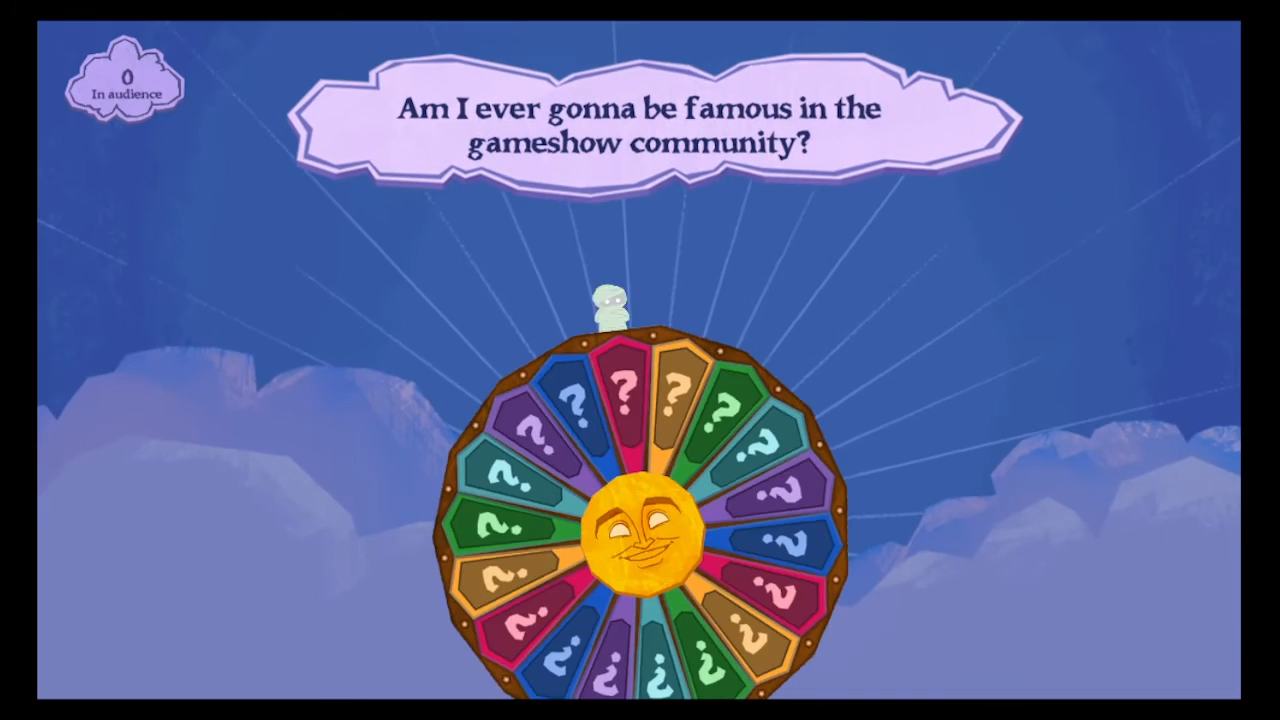 0
In audience
Am I ever gonna be famous in the
gameshow community?
? ? ? ? ? ? ? ? ? ? ? ? ? ? ? ? ? ?